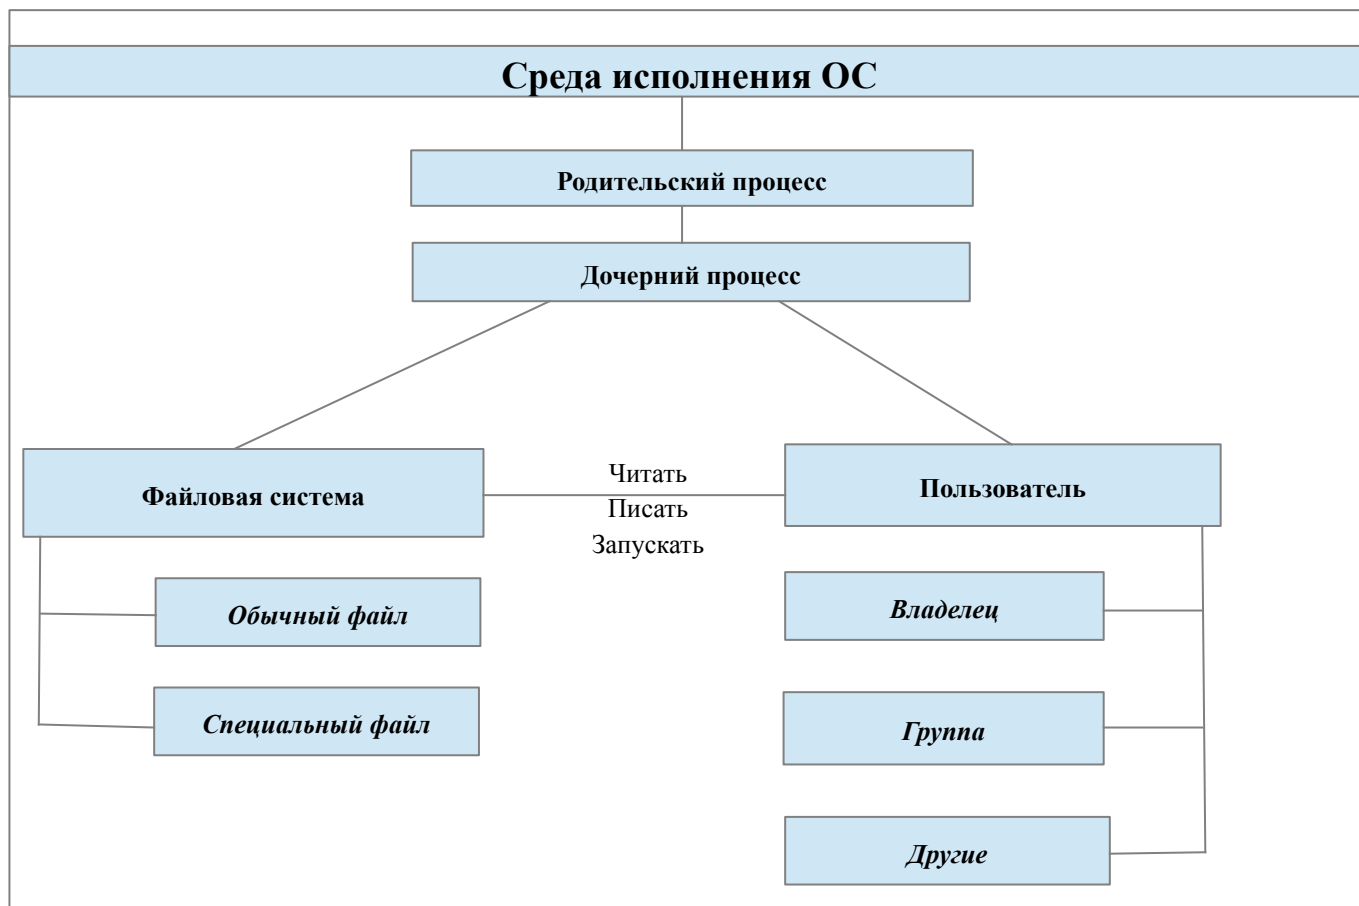 Среда исполнения ОС
Родительский процесс
Дочерний процесс
Файловая система
Читать
Писать
Запускать
Пользователь
Обычный файл
Специальный файл
Владелец
Группа
Другие